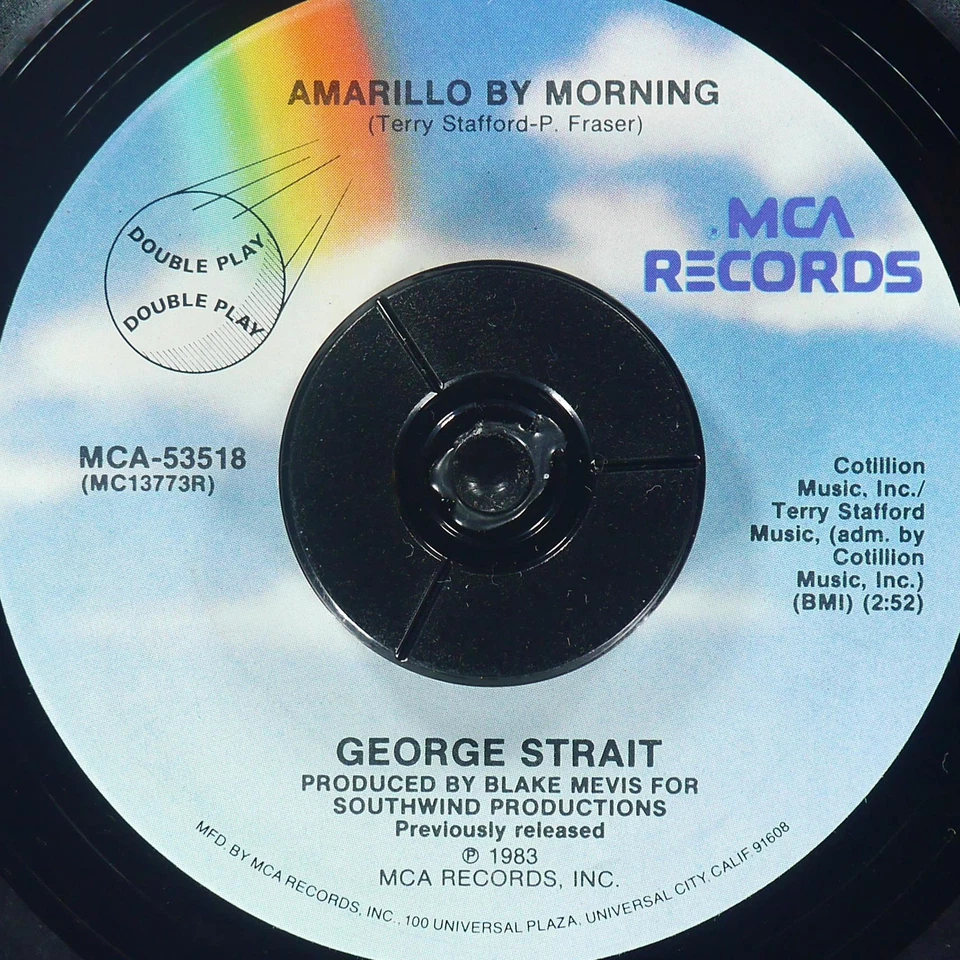 AMARILLO BY MORNING
(Terry Stafford-P. Fraser)
DOUBLE PLAY
DOUBLE PLAY
MCA
RECORDS
MCA-53518
(MC13773R)
Cotillion
Music, Inc./
Terry Stafford
Music, (adm. by
Cotillion
Music, Inc.)
(BMI) (2:52)
GEORGE STRAIT
PRODUCED BY BLAKE MEVIS FOR
SOUTHWIND PRODUCTIONS
Previously released
℗ 1983
MCA RECORDS, INC.
MFD. BY MCA RECORDS, INC., 100 UNIVERSAL PLAZA, UNIVERSAL CITY, CALIF. 91608